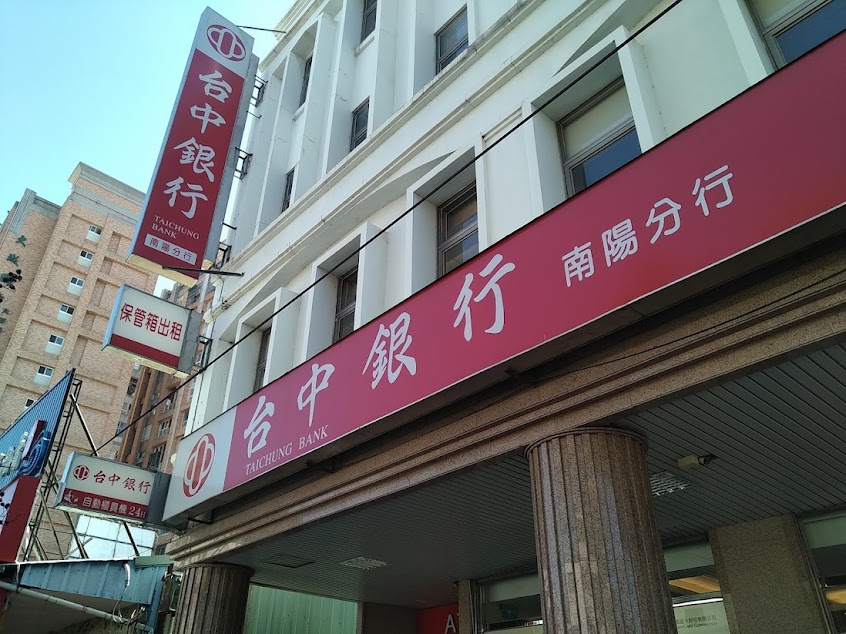 台中銀行
TAICHUNG
BANK
南陽分行
保管箱出租
台中銀行
自動櫃員機24H
台中銀行 南陽分行
TAICHUNG BANK
A